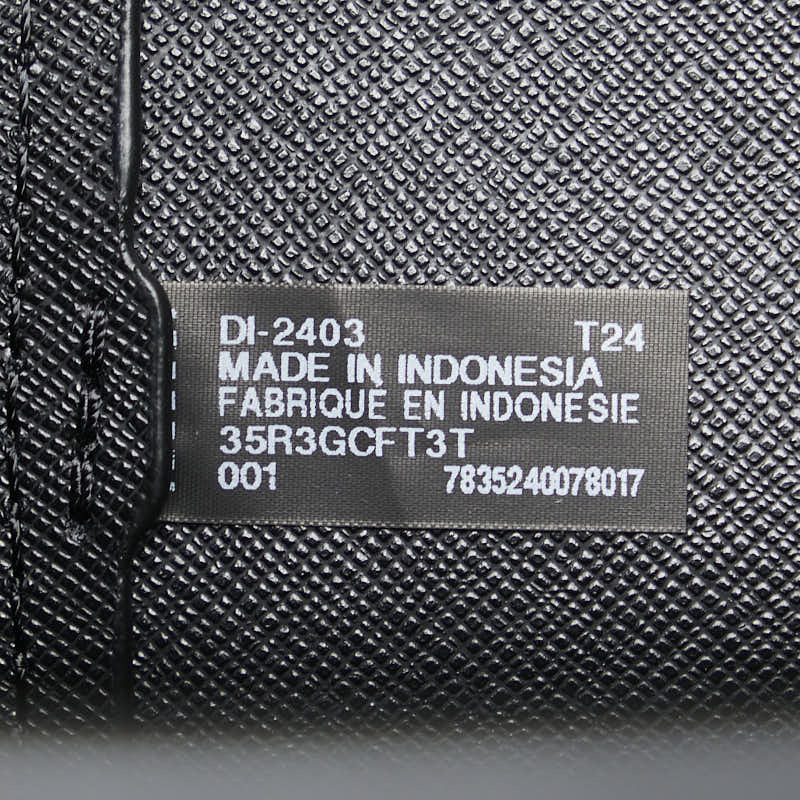 DI-2403 T24
MADE IN INDONESIA
FABRIQUÉ EN INDONÉSIE
35R3GCFT3T
001 7835240078017